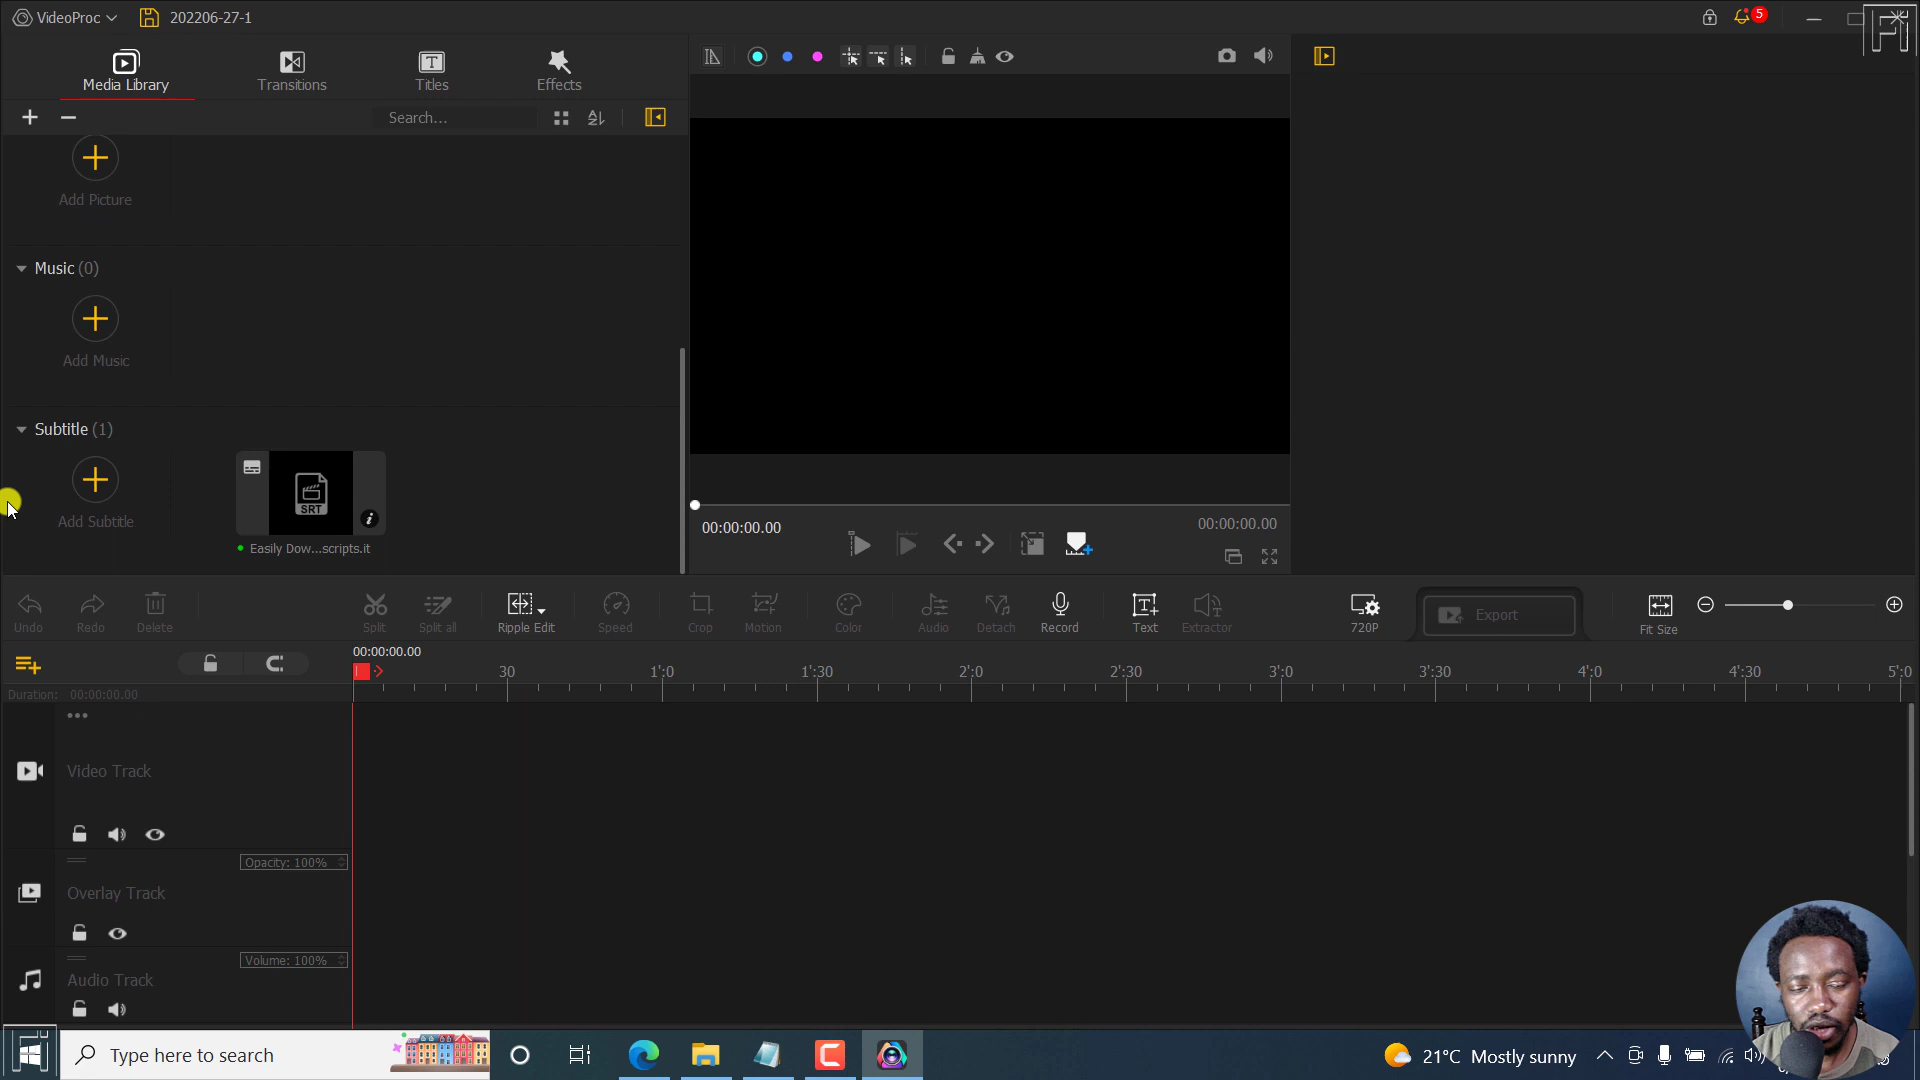 VideoProc
202206-27-1
5
Media Library
Transitions
Titles
Effects
Search...
Add Picture
Music (0)
Add Music
Subtitle (1)
Add Subtitle
SRT
Easily Dow...scripts.it
00:00:00.00
00:00:00.00
Undo
Redo
Delete
Split
Split all
Ripple Edit
Speed
Crop
Motion
Color
Audio
Detach
Record
Text
Extractor
720P
Export
Fit Size
00:00:00.00
30
1':0
1':30
2':0
2':30
3':0
3':30
4':0
4':30
5':0
Duration: 00:00:00.00
Video Track
Opacity: 100%
Overlay Track
Volume: 100%
Audio Track
Type here to search
21°C Mostly sunny